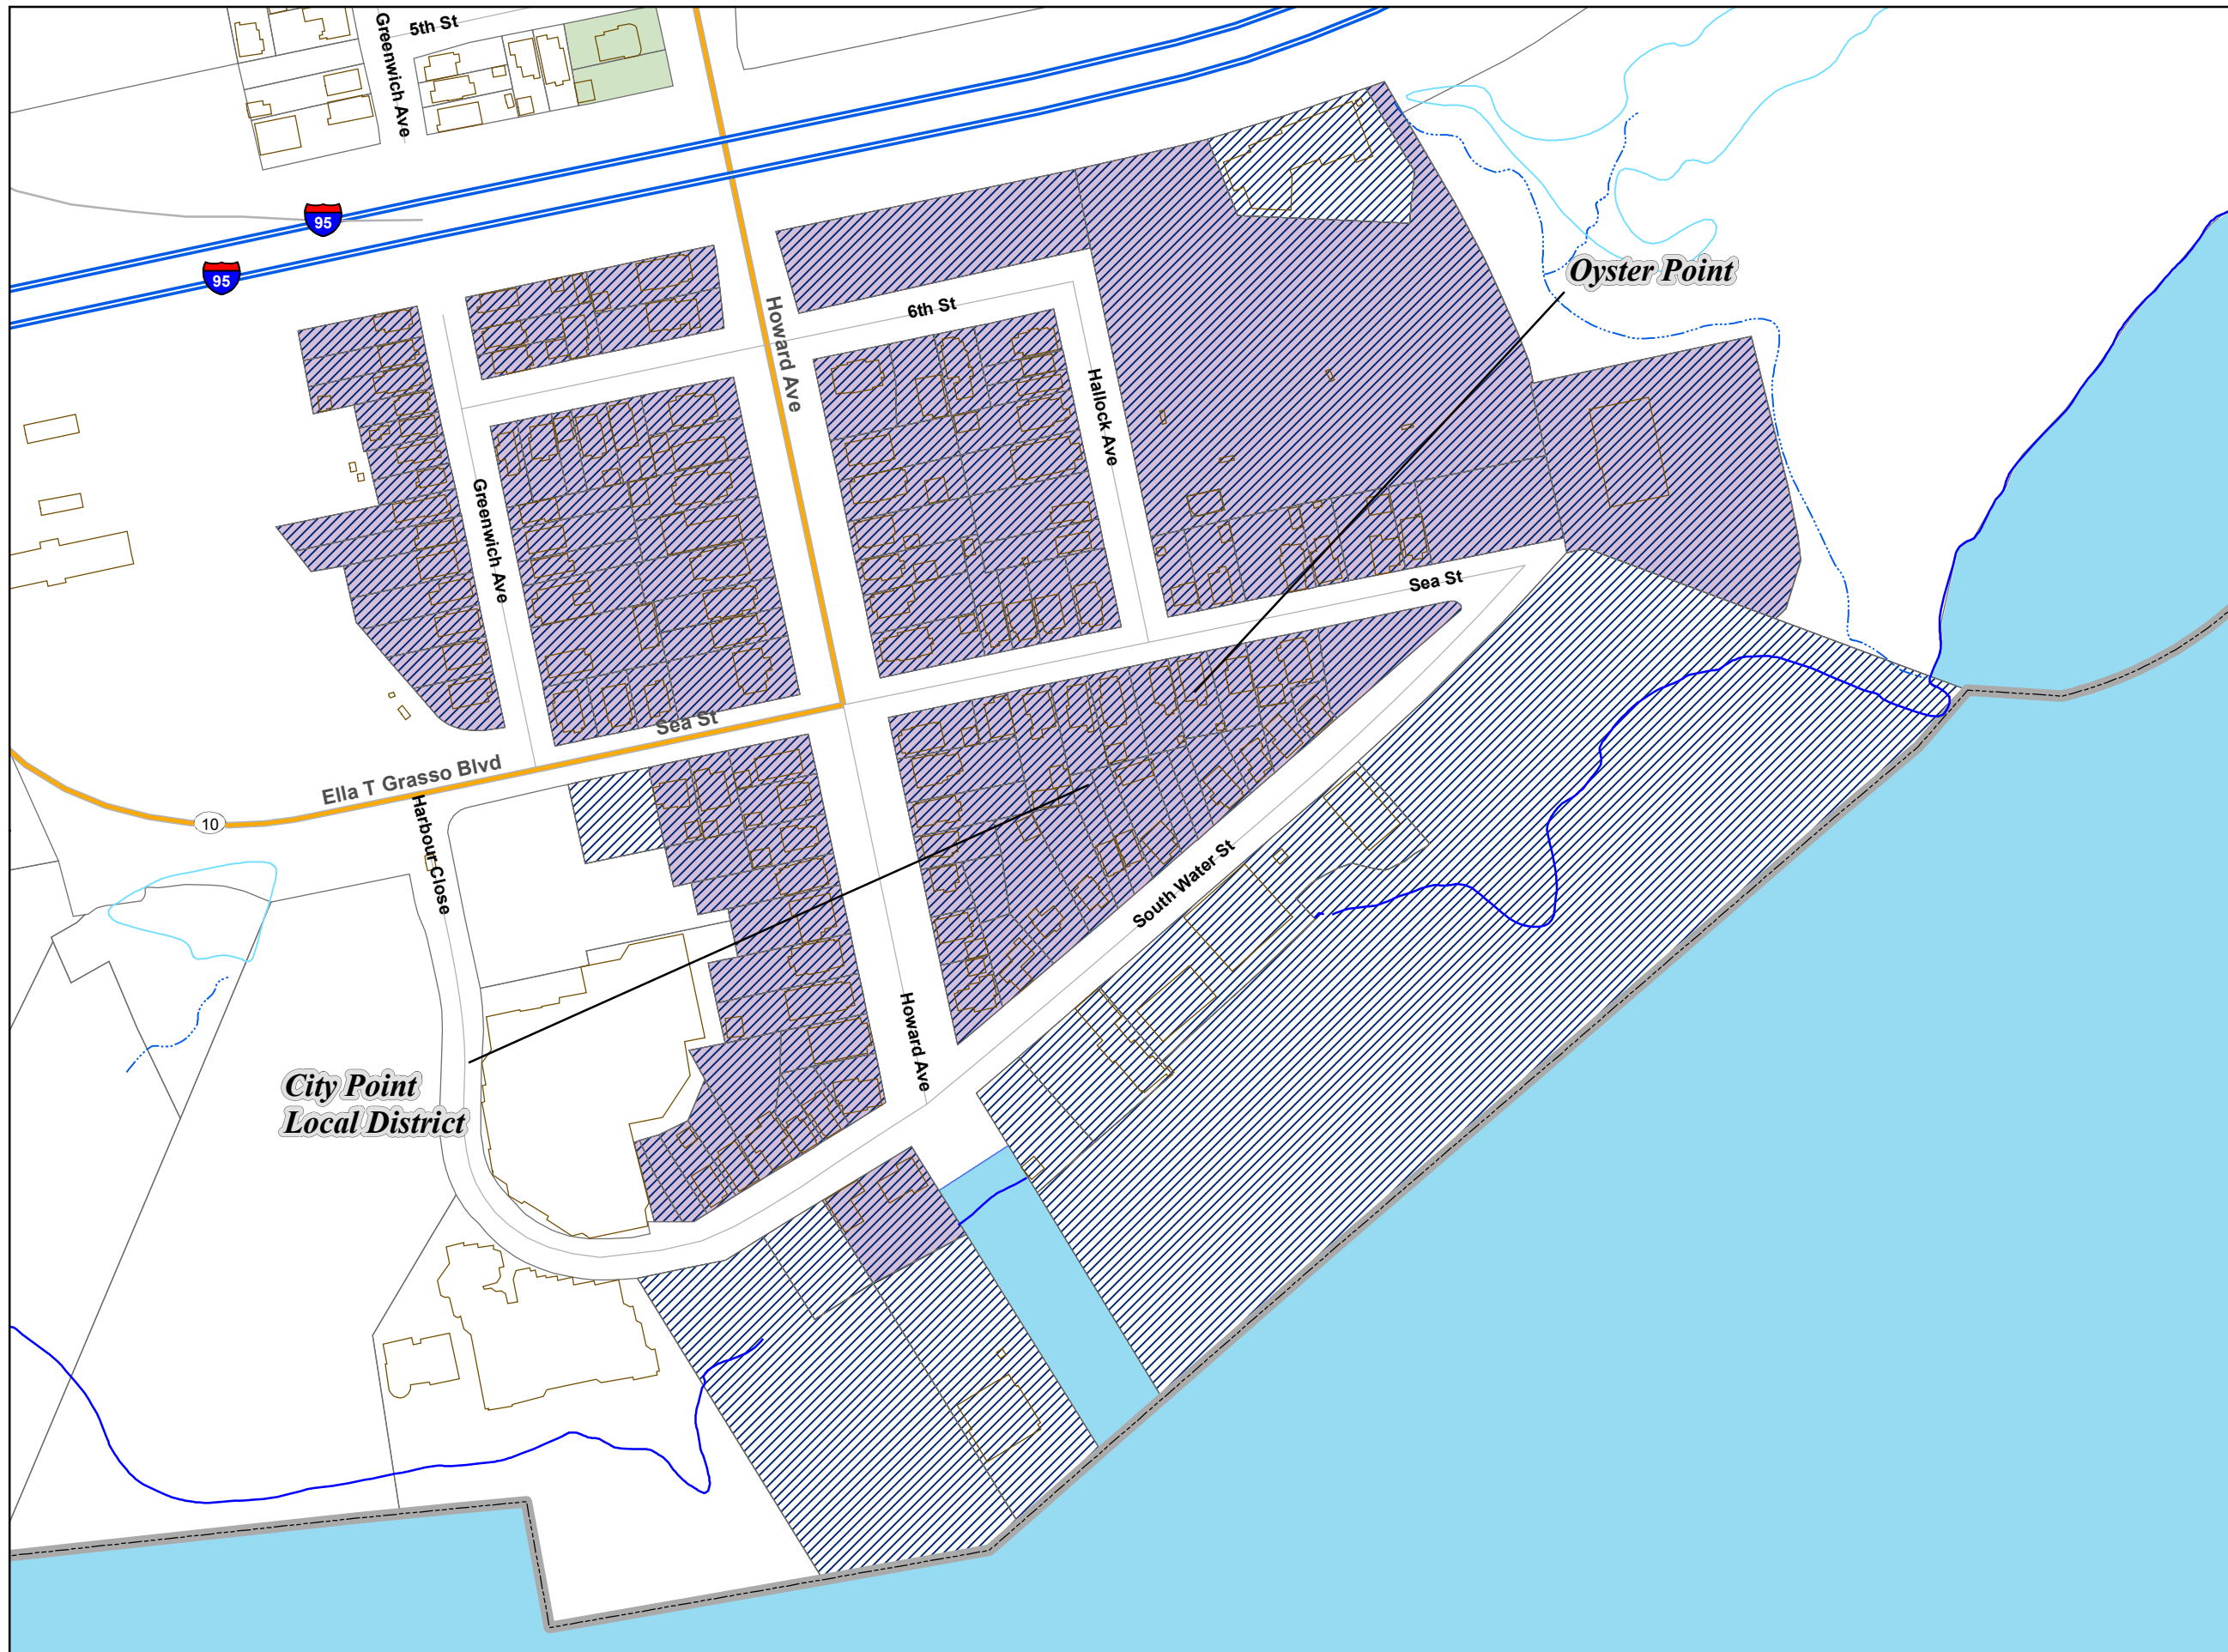 5th St
Greenwich Ave
95
95
Oyster Point
6th St
Howard Ave
Hallock Ave
Greenwich Ave
Sea St
Sea St
Ella T Grasso Blvd
10
Harbour Close
South Water St
Howard Ave
City Point
Local District